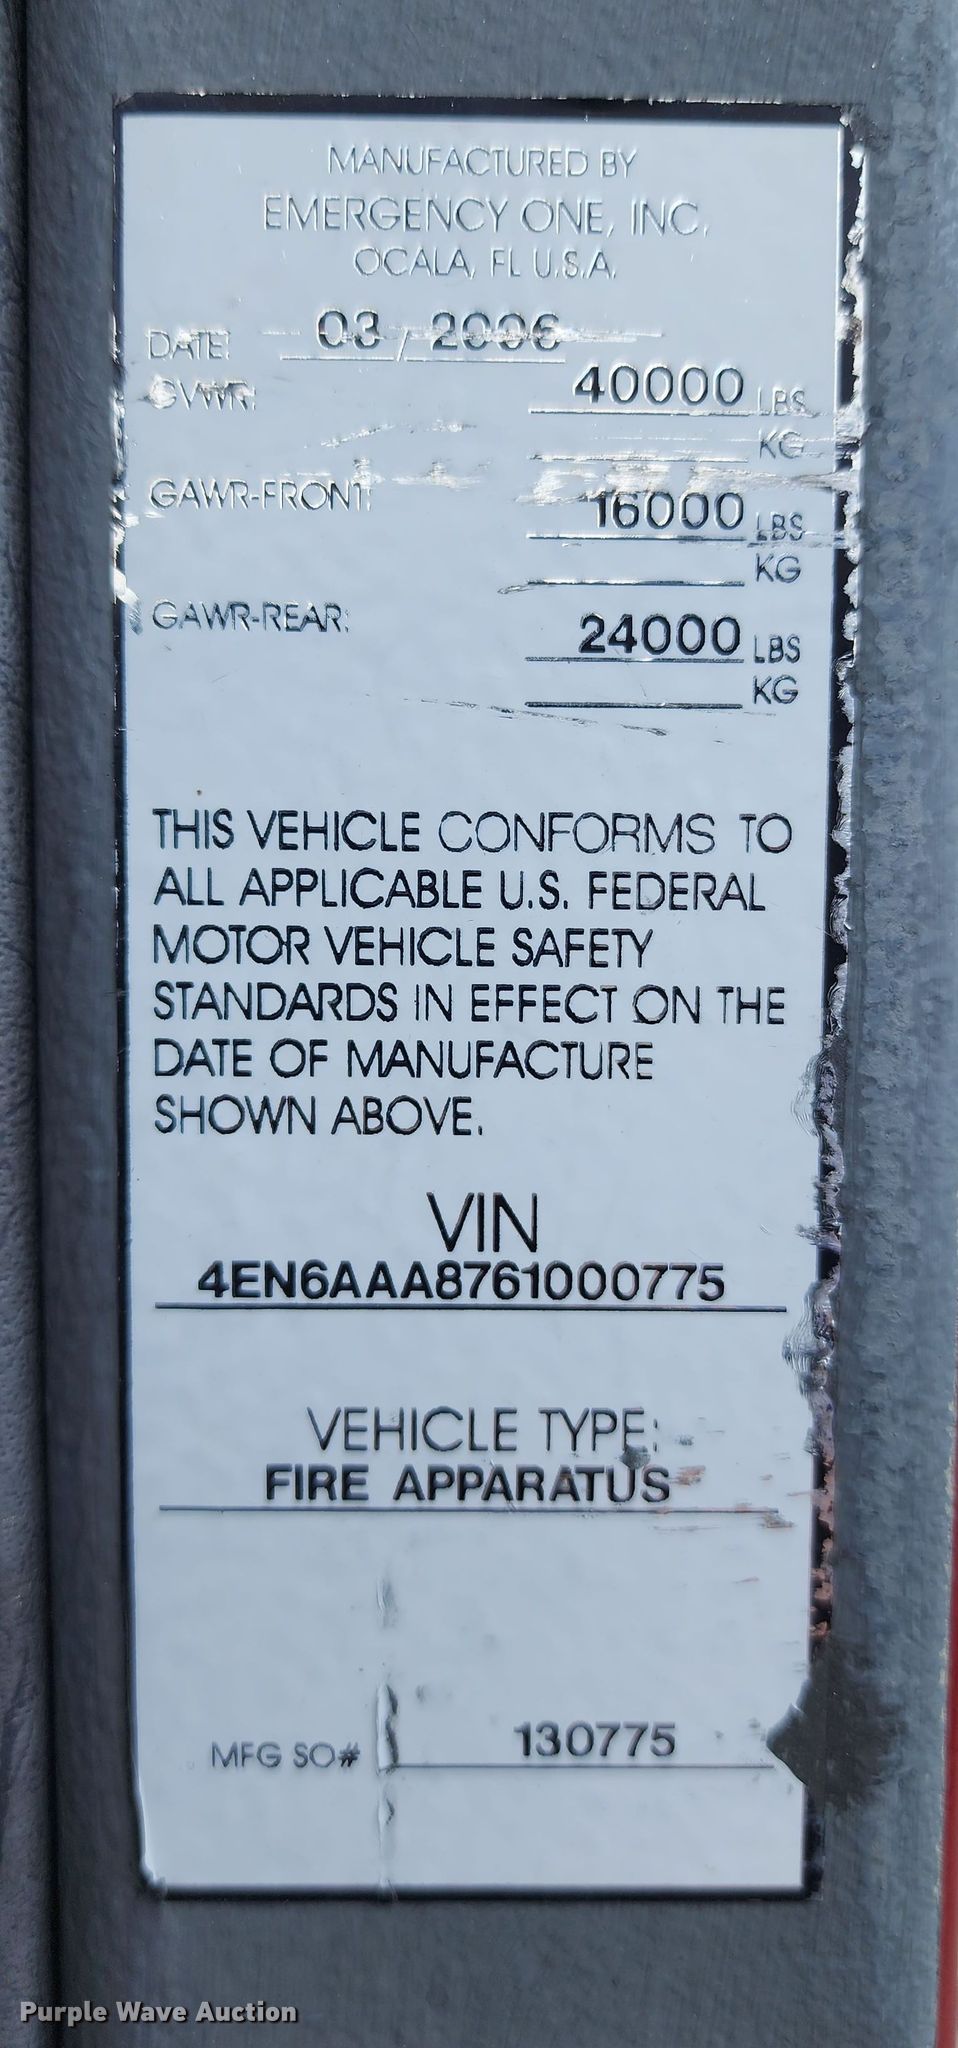 MANUFACTURED BY
EMERGENCY ONE, INC.
OCALA, FL U.S.A.
DATE: 03 / 2006
GVWR: 40000 LBS
KG
GAWR-FRONT: 16000 LBS
KG
GAWR-REAR: 24000 LBS
KG
THIS VEHICLE CONFORMS TO
ALL APPLICABLE U.S. FEDERAL
MOTOR VEHICLE SAFETY
STANDARDS IN EFFECT ON THE
DATE OF MANUFACTURE
SHOWN ABOVE.
VIN
4EN6AAA8761000775
VEHICLE TYPE:
FIRE APPARATUS
MFG SO# 130775
Purple Wave Auction